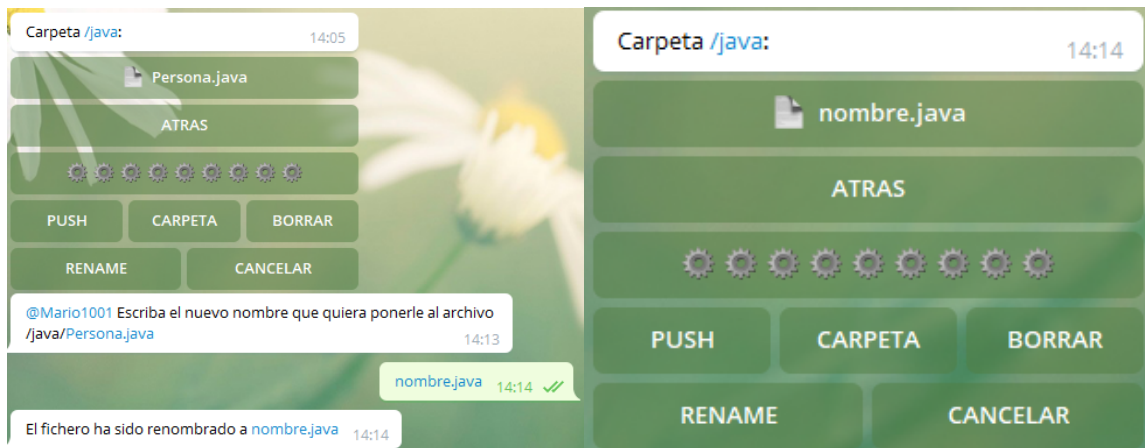 Carpeta /java:
14:05
Persona.java
ATRAS
PUSH CARPETA BORRAR
RENAME CANCELAR
@Mario1001 Escriba el nuevo nombre que quiera ponerle al archivo
/java/Persona.java
14:13
nombre.java 14:14
El fichero ha sido renombrado a nombre.java 14:14
Carpeta /java:
14:14
nombre.java
ATRAS
PUSH CARPETA BORRAR
RENAME CANCELAR